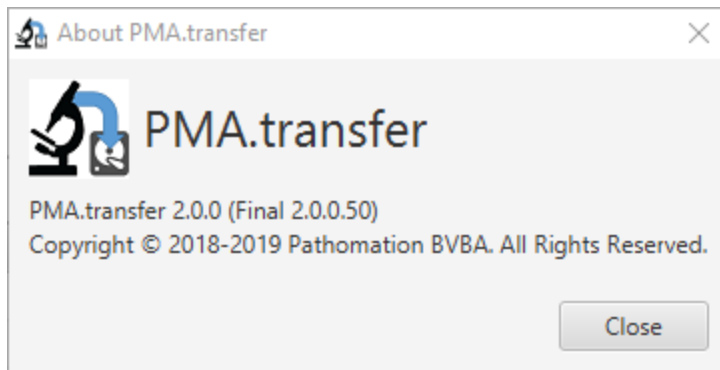 About PMA.transfer
PMA.transfer
PMA.transfer 2.0.0 (Final 2.0.0.50)
Copyright © 2018-2019 Pathomation BVBA. All Rights Reserved.
Close